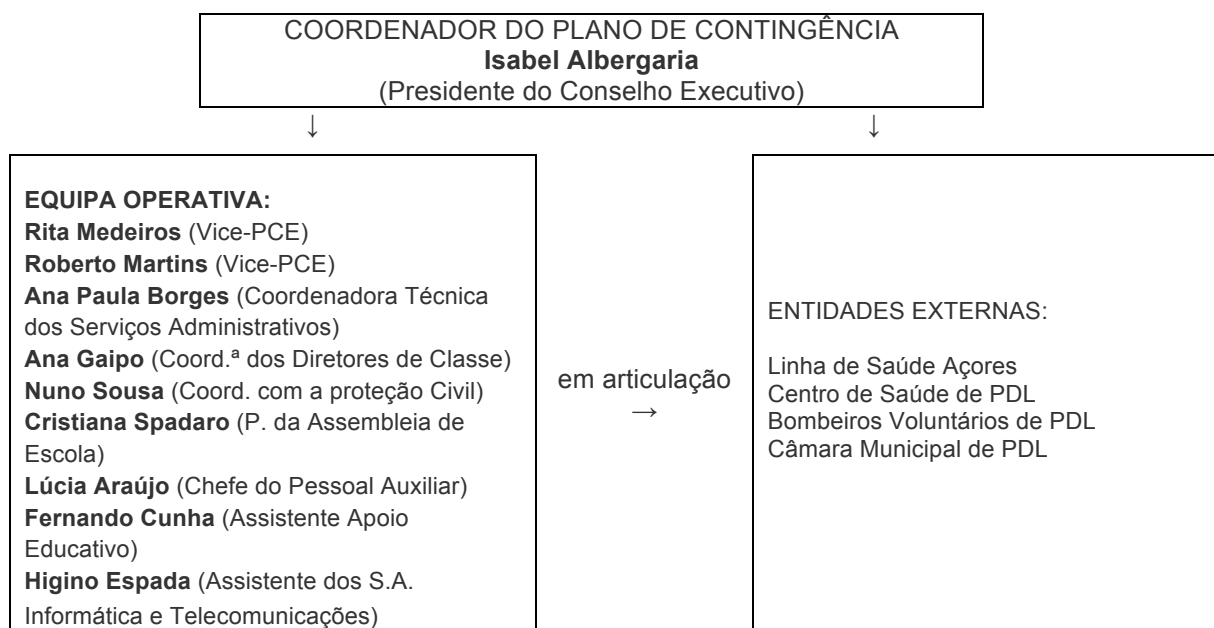 COORDENADOR DO PLANO DE CONTINGÊNCIA
Isabel Albergaria
(Presidente do Conselho Executivo)
↓ ↓
EQUIPA OPERATIVA:
Rita Medeiros (Vice-PCE)
Roberto Martins (Vice-PCE)
Ana Paula Borges (Coordenadora Técnica
dos Serviços Administrativos)
Ana Gaipo (Coord.ª dos Diretores de Classe)
Nuno Sousa (Coord. com a proteção Civil)
Cristiana Spadaro (P. da Assembleia de
Escola)
Lúcia Araújo (Chefe do Pessoal Auxiliar)
Fernando Cunha (Assistente Apoio
Educativo)
Higino Espada (Assistente dos S.A.
Informática e Telecomunicações)
em articulação
→
ENTIDADES EXTERNAS:
Linha de Saúde Açores
Centro de Saúde de PDL
Bombeiros Voluntários de PDL
Câmara Municipal de PDL